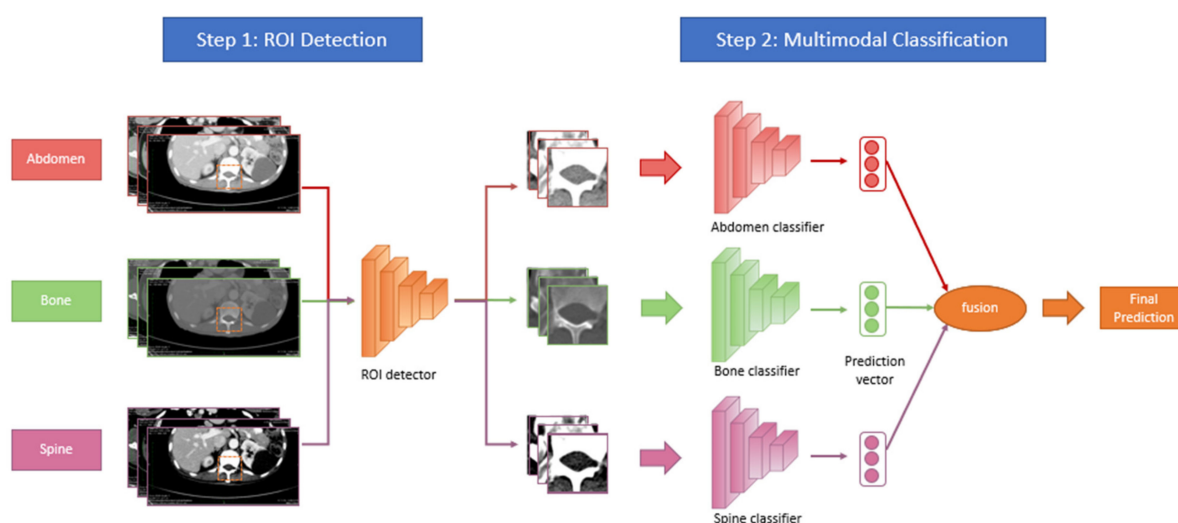 Step 1: ROI Detection
Step 2: Multimodal Classification
Abdomen
Abdomen classifier
Bone
ROI detector
Bone classifier
Prediction
vector
fusion
Final
Prediction
Spine
Spine classifier